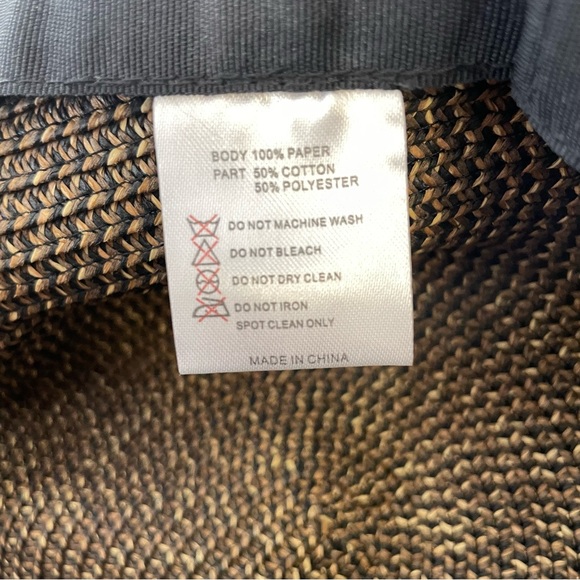 BODY 100% PAPER
PART 50% COTTON
50% POLYESTER
DO NOT MACHINE WASH
DO NOT BLEACH
DO NOT DRY CLEAN
DO NOT IRON
SPOT CLEAN ONLY
MADE IN CHINA